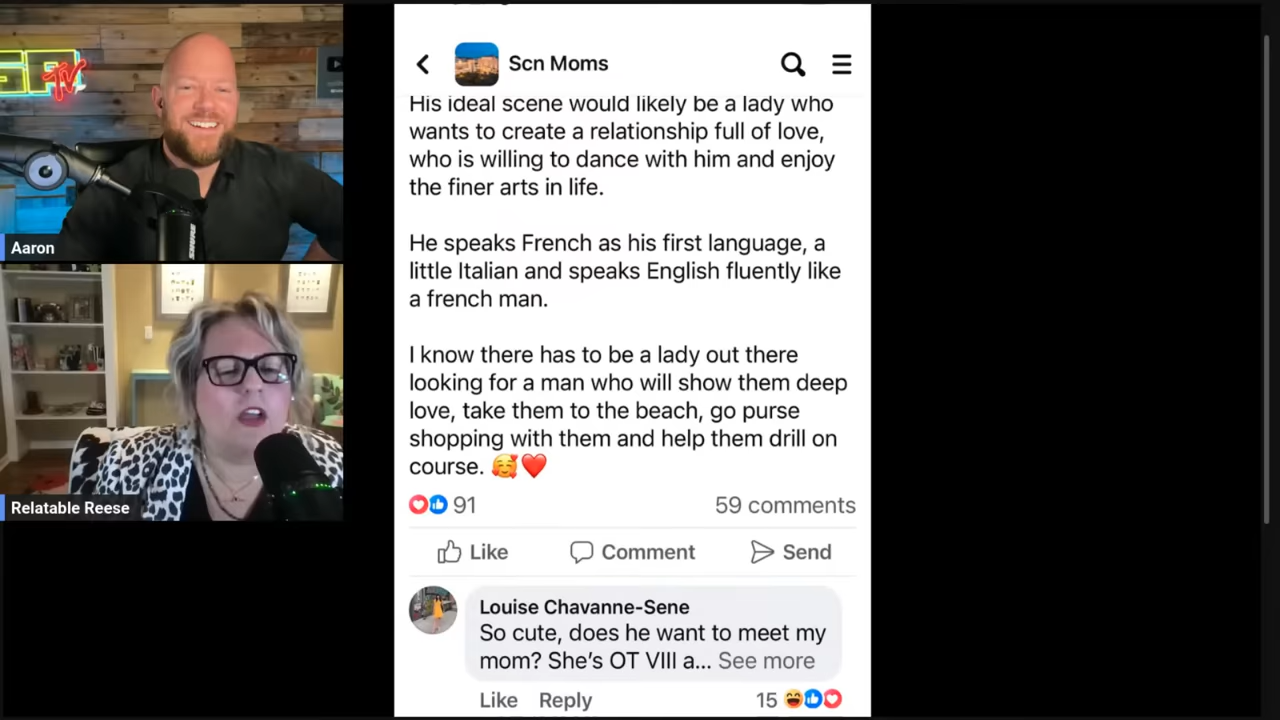 TV
Aaron
Relatable Reese
Scn Moms
His ideal scene would likely be a lady who
wants to create a relationship full of love,
who is willing to dance with him and enjoy
the finer arts in life.
He speaks French as his first language, a
little Italian and speaks English fluently like
a french man.
I know there has to be a lady out there
looking for a man who will show them deep
love, take them to the beach, go purse
shopping with them and help them drill on
course. 🥰❤️
91
59 comments
Like
Comment
Send
Louise Chavanne-Sene
So cute, does he want to meet my
mom? She's OT VIII a... See more
Like
Reply
15